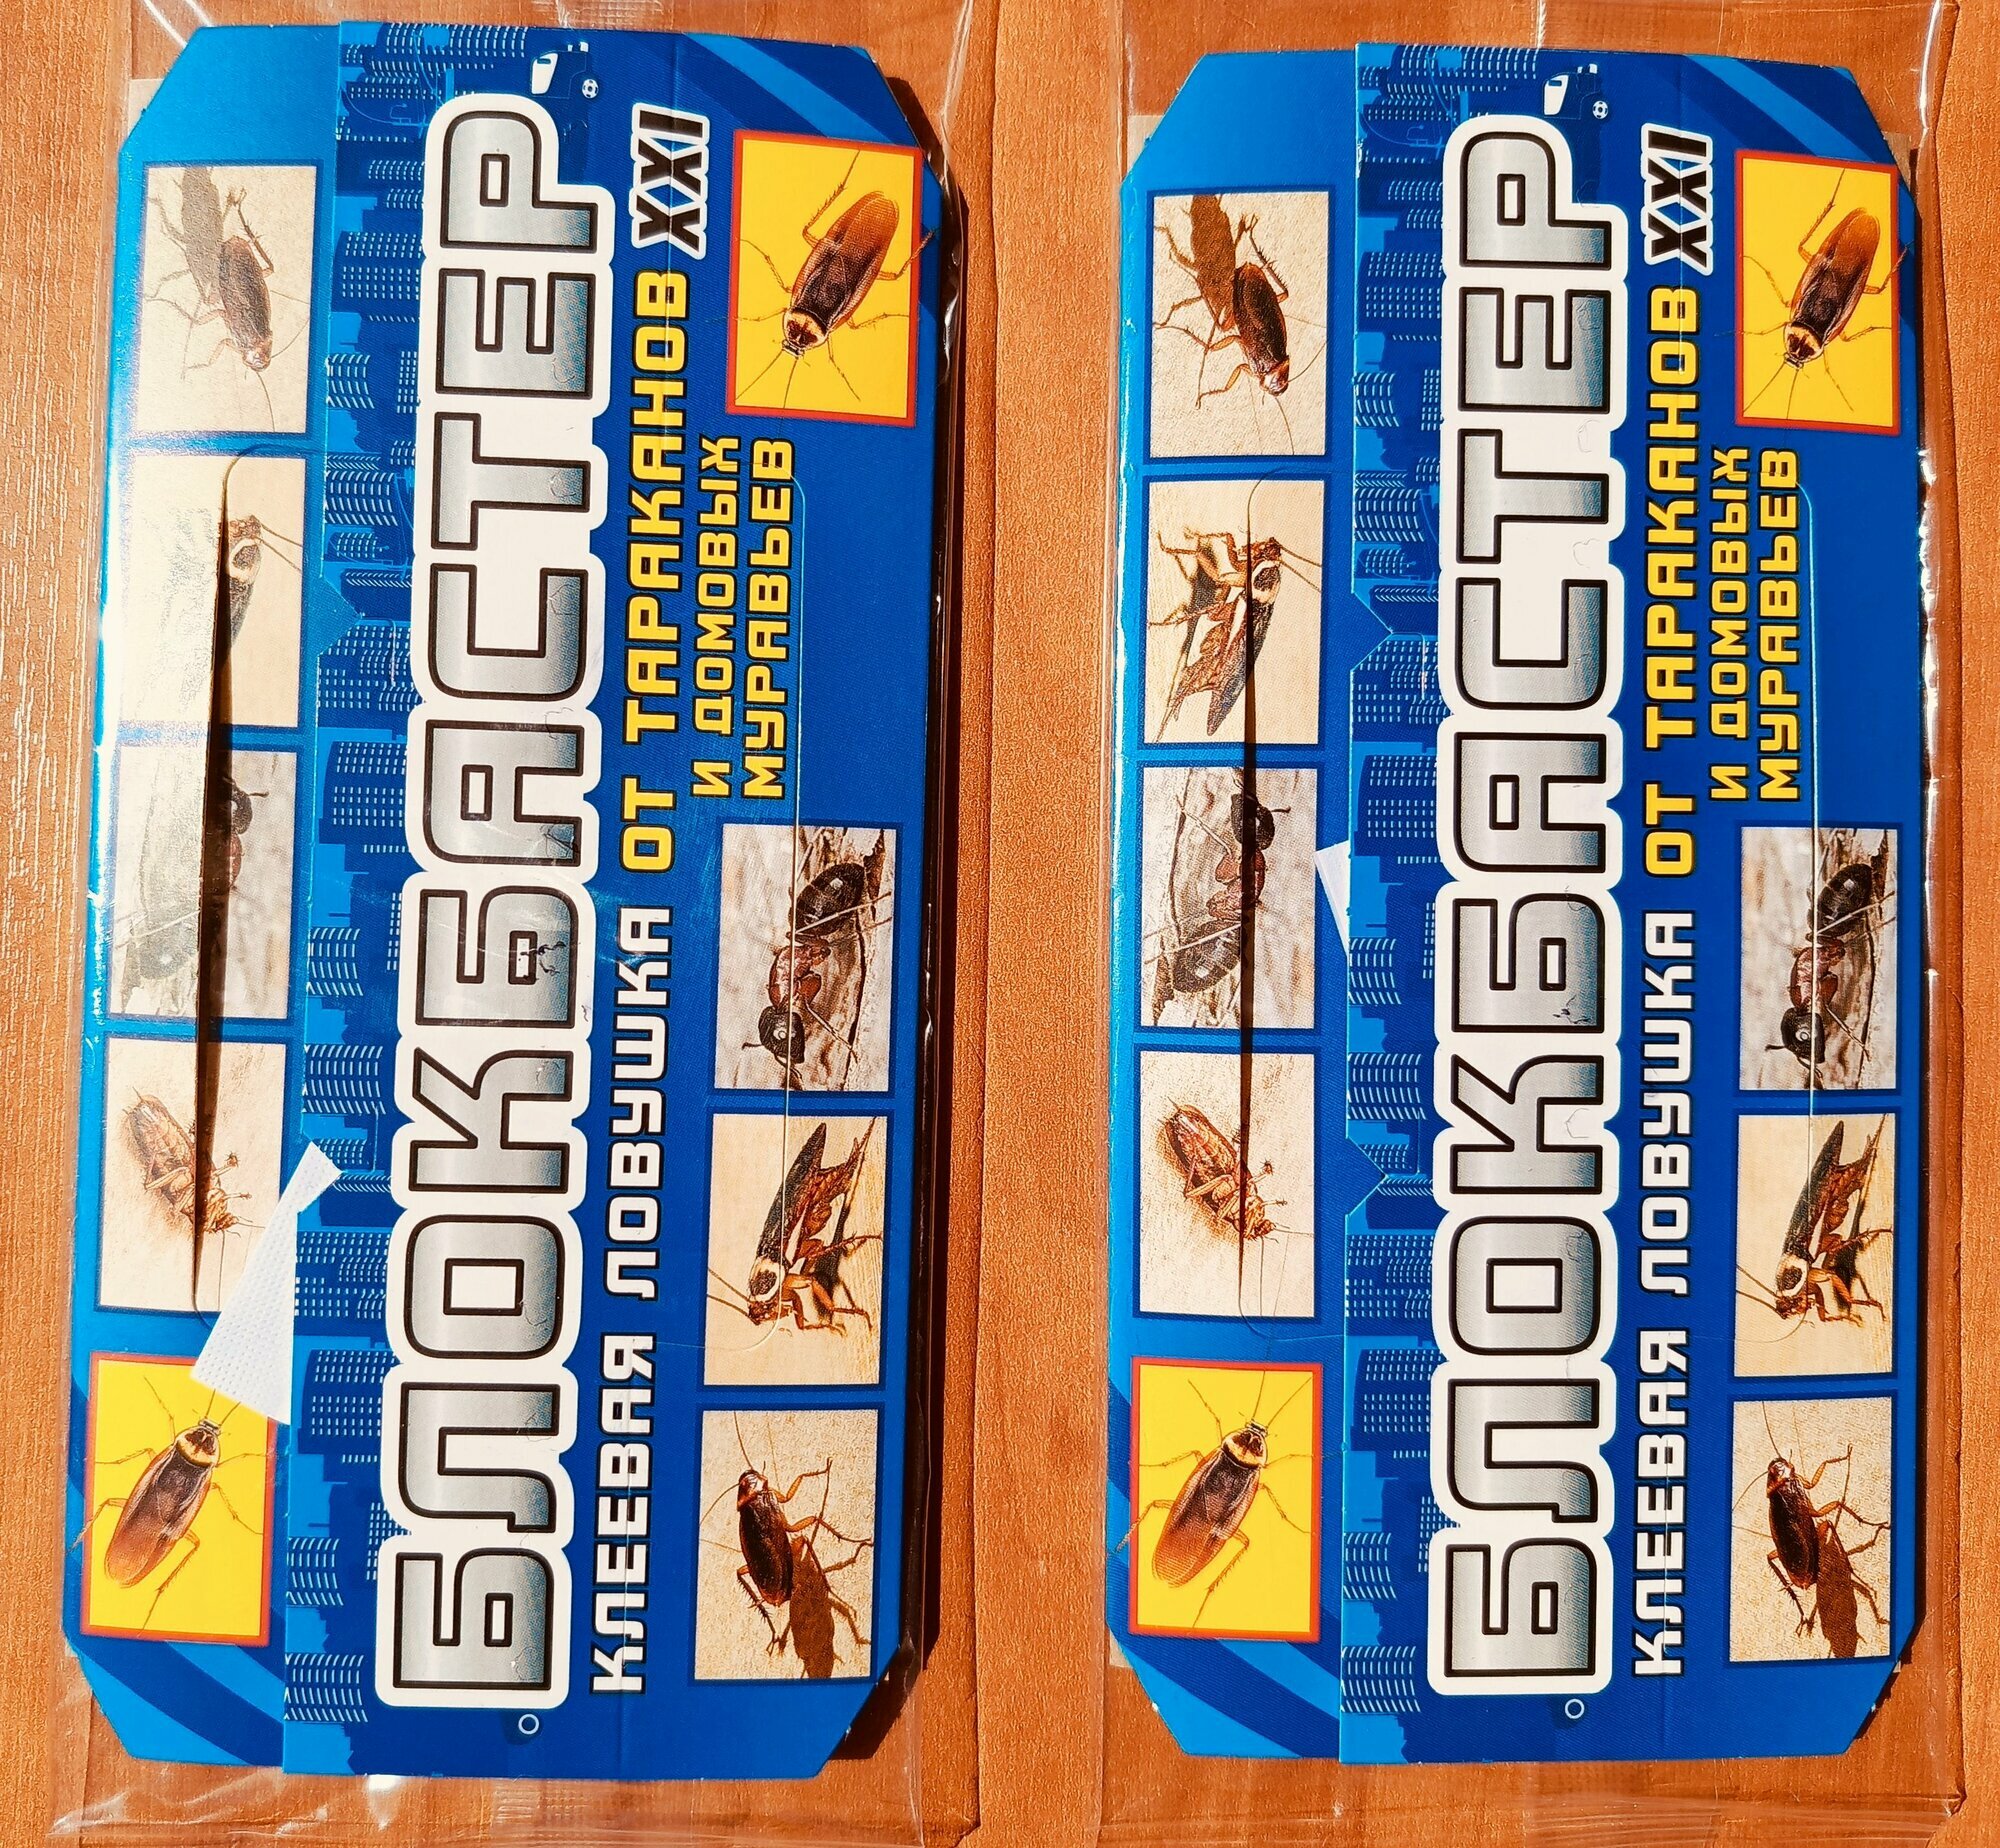 БЛОКБАСТЕР XXI
КЛЕЕВАЯ ЛОВУШКА ОТ ТАРАКАНОВ
И ДОМОВЫХ
МУРАВЬЕВ
БЛОКБАСТЕР XXI
КЛЕЕВАЯ ЛОВУШКА ОТ ТАРАКАНОВ
И ДОМОВЫХ
МУРАВЬЕВ